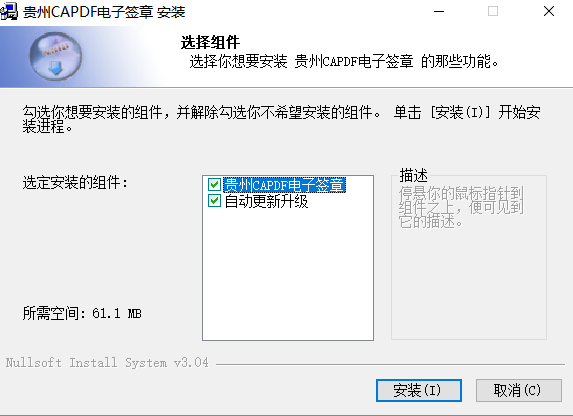 贵州CAPDF电子签章 安装
选择组件
选择你想要安装 贵州CAPDF电子签章 的那些功能。
勾选你想要安装的组件，并解除勾选你不希望安装的组件。 单击 [安装(I)] 开始安
装进程。
选定安装的组件:
贵州CAPDF电子签章
自动更新升级
描述
停悬你的鼠标指针到
组件之上，便可见到
它的描述。
所需空间: 61.1 MB
Nullsoft Install System v3.04
安装(I)
取消(C)